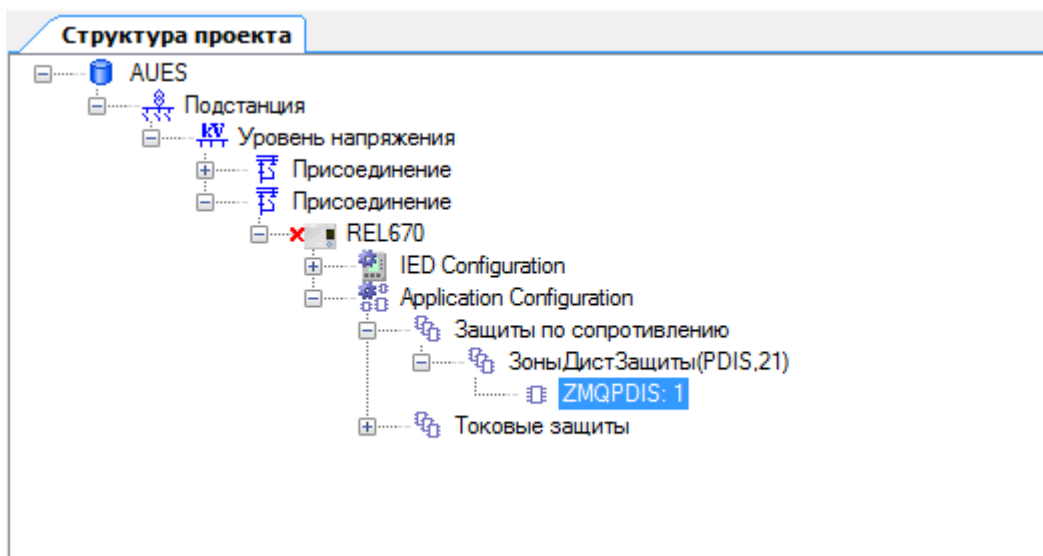 Структура проекта
AUES
Подстанция
kV Уровень напряжения
Присоединение
Присоединение
REL670
IED Configuration
Application Configuration
Защиты по сопротивлению
ЗоныДистЗащиты(PDIS,21)
ZMQPDIS: 1
Токовые защиты